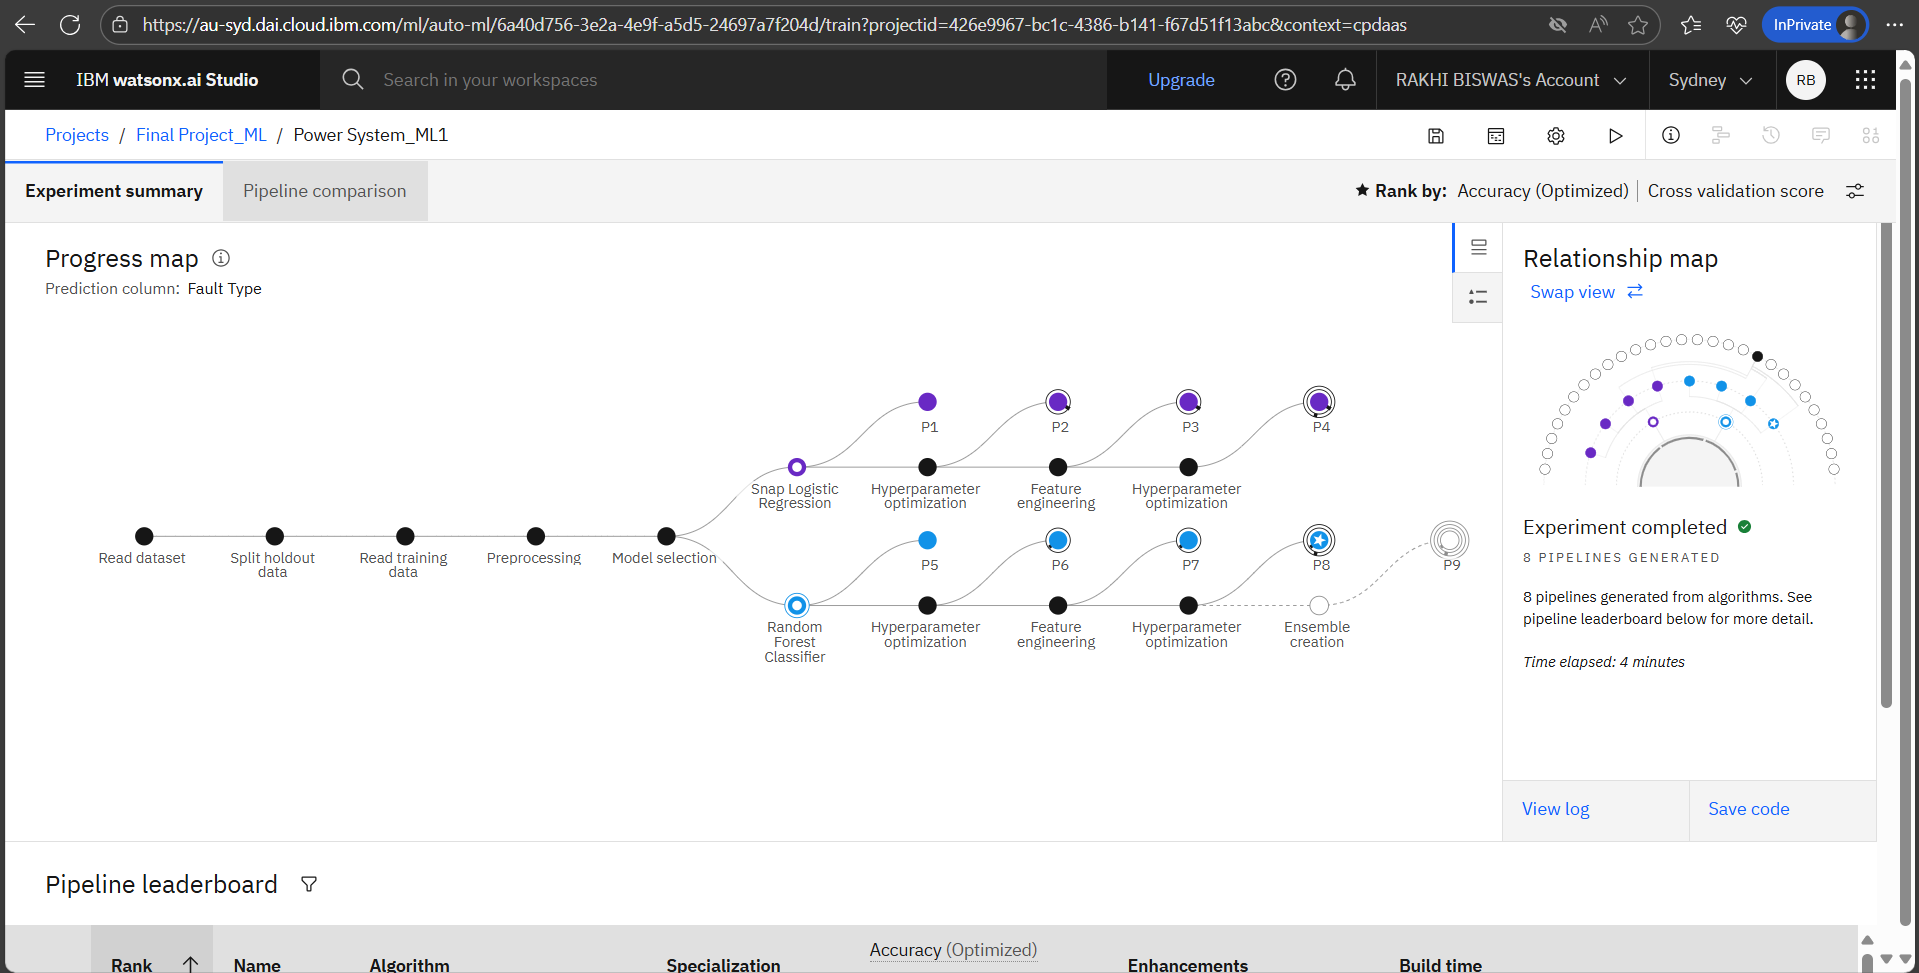 https://au-syd.dai.cloud.ibm.com/ml/auto-ml/6a40d756-3e2a-4e9f-a5d5-24697a7f204d/train?projectid=426e9967-bc1c-4386-b141-f67d51f13abc&context=cpdaas
InPrivate
IBM watsonx.ai Studio
Search in your workspaces
Upgrade
RAKHI BISWAS's Account
Sydney
RB
Projects / Final Project_ML / Power System_ML1
Experiment summary
Pipeline comparison
Rank by: Accuracy (Optimized) | Cross validation score
Progress map
Prediction column: Fault Type
P1
P2
P3
P4
Snap Logistic
Regression
Hyperparameter
optimization
Feature
engineering
Hyperparameter
optimization
Read dataset
Split holdout
data
Read training
data
Preprocessing
Model selection
P5
P6
P7
P8
P9
Random
Forest
Classifier
Hyperparameter
optimization
Feature
engineering
Hyperparameter
optimization
Ensemble
creation
Relationship map
Swap view
Experiment completed
8 PIPELINES GENERATED
8 pipelines generated from algorithms. See
pipeline leaderboard below for more detail.
Time elapsed: 4 minutes
View log
Save code
Pipeline leaderboard
Rank
Name
Algorithm
Specialization
Accuracy (Optimized)
Enhancements
Build time